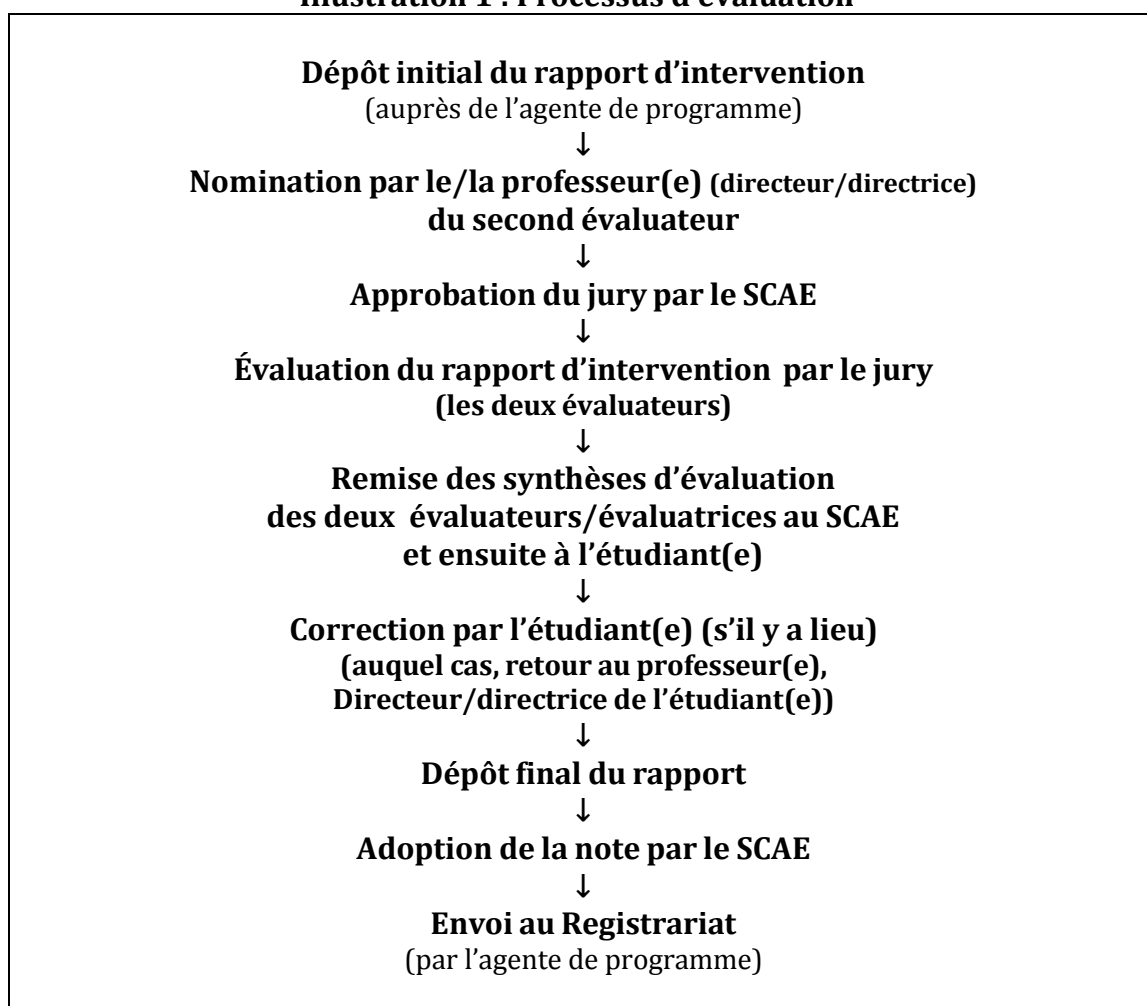 Illustration 1 : Processus d'évaluation
Dépôt initial du rapport d'intervention
(auprès de l'agente de programme)
↓
Nomination par le/la professeur(e) (directeur/directrice)
du second évaluateur
↓
Approbation du jury par le SCAE
↓
Évaluation du rapport d'intervention par le jury
(les deux évaluateurs)
↓
Remise des synthèses d'évaluation
des deux évaluateurs/évaluatrices au SCAE
et ensuite à l'étudiant(e)
↓
Correction par l'étudiant(e) (s'il y a lieu)
(auquel cas, retour au professeur(e),
Directeur/directrice de l'étudiant(e))
↓
Dépôt final du rapport
↓
Adoption de la note par le SCAE
↓
Envoi au Registrariat
(par l'agente de programme)